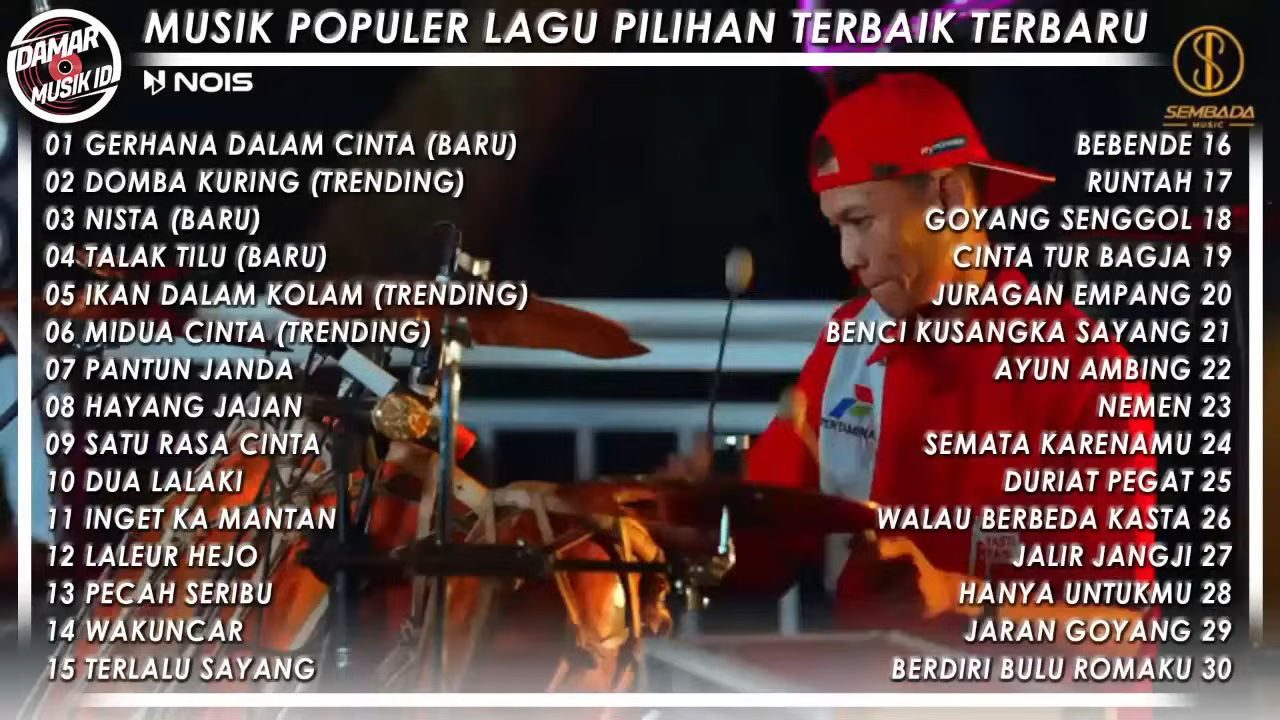 MUSIK POPULER LAGU PILIHAN TERBAIK TERBARU
DAMAR
MUSIK ID
NOIS
SEMBADA
MUSIC
01 GERHANA DALAM CINTA (BARU)
02 DOMBA KURING (TRENDING)
03 NISTA (BARU)
04 TALAK TILU (BARU)
05 IKAN DALAM KOLAM (TRENDING)
06 MIDUA CINTA (TRENDING)
07 PANTUN JANDA
08 HAYANG JAJAN
09 SATU RASA CINTA
10 DUA LALAKI
11 INGET KA MANTAN
12 LALEUR HEJO
13 PECAH SERIBU
14 WAKUNCAR
15 TERLALU SAYANG
BEBENDE 16
RUNTAH 17
GOYANG SENGGOL 18
CINTA TUR BAGJA 19
JURAGAN EMPANG 20
BENCI KUSANGKA SAYANG 21
AYUN AMBING 22
NEMEN 23
SEMATA KARENAMU 24
DURIAT PEGAT 25
WALAU BERBEDA KASTA 26
JALIR JANGJI 27
HANYA UNTUKMU 28
JARAN GOYANG 29
BERDIRI BULU ROMAKU 30
PERTAMINA